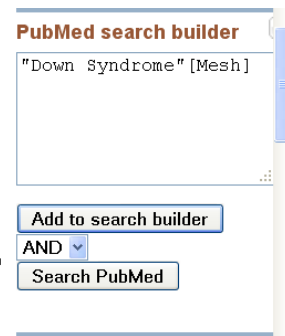 PubMed search builder
"Down Syndrome"[Mesh]
Add to search builder
AND
Search PubMed